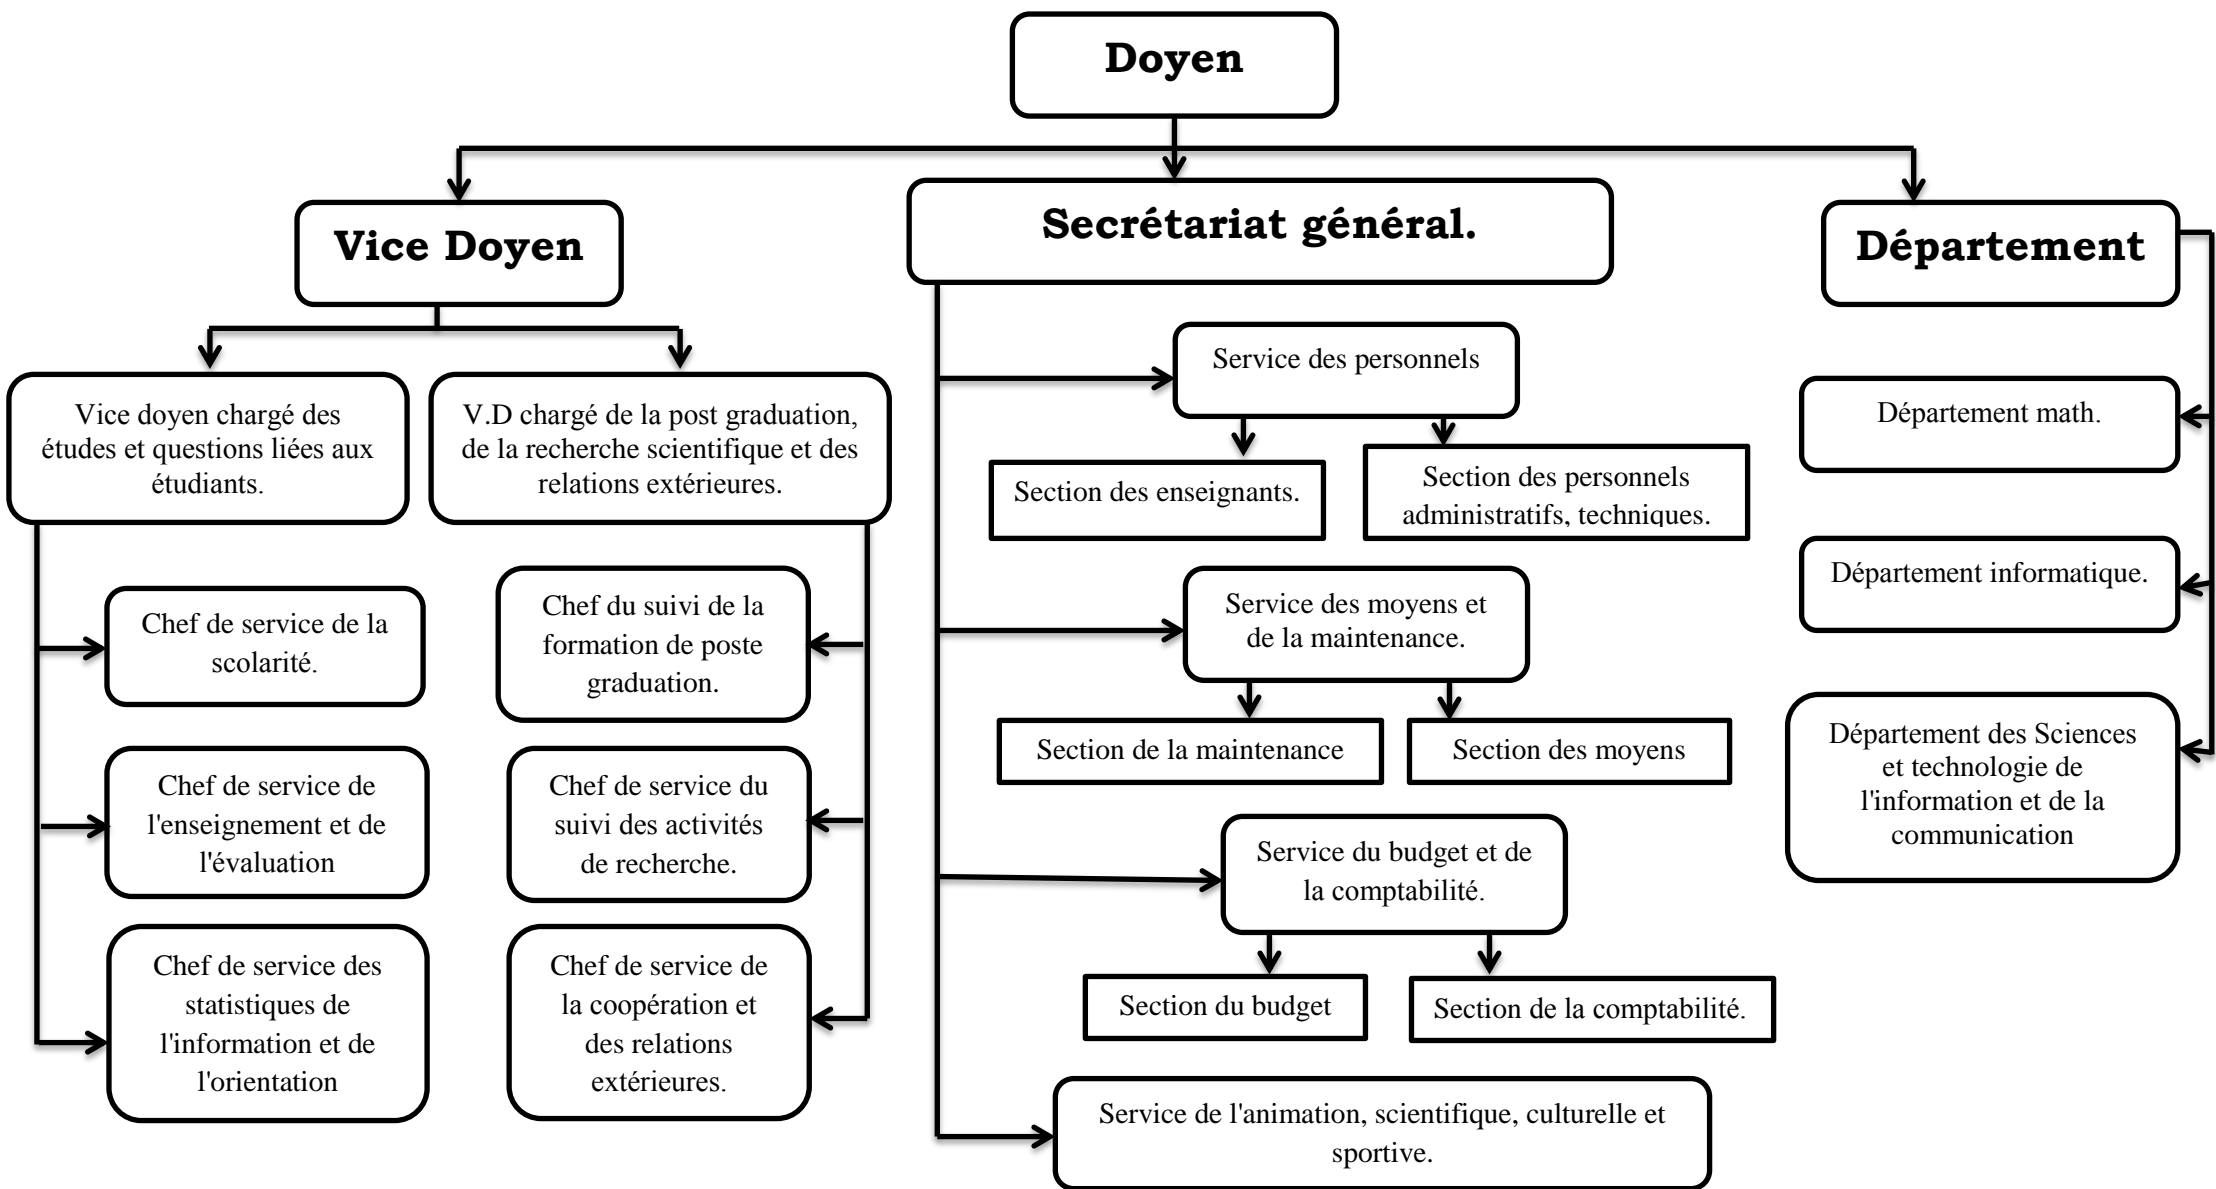 Doyen
Vice Doyen
Secrétariat général.
Département
Vice doyen chargé des
études et questions liées aux
étudiants.
V.D chargé de la post graduation,
de la recherche scientifique et des
relations extérieures.
Chef de service de la
scolarité.
Chef de service de
l'enseignement et de
l'évaluation
Chef de service des
statistiques de
l'information et de
l'orientation
Chef du suivi de la
formation de poste
graduation.
Chef de service du
suivi des activités
de recherche.
Chef de service de
la coopération et
des relations
extérieures.
Service des personnels
Section des enseignants.
Section des personnels
administratifs, techniques.
Service des moyens et
de la maintenance.
Section de la maintenance
Section des moyens
Service du budget et de
la comptabilité.
Section du budget
Section de la comptabilité.
Service de l'animation, scientifique, culturelle et
sportive.
Département math.
Département informatique.
Département des Sciences
et technologie de
l'information et de la
communication